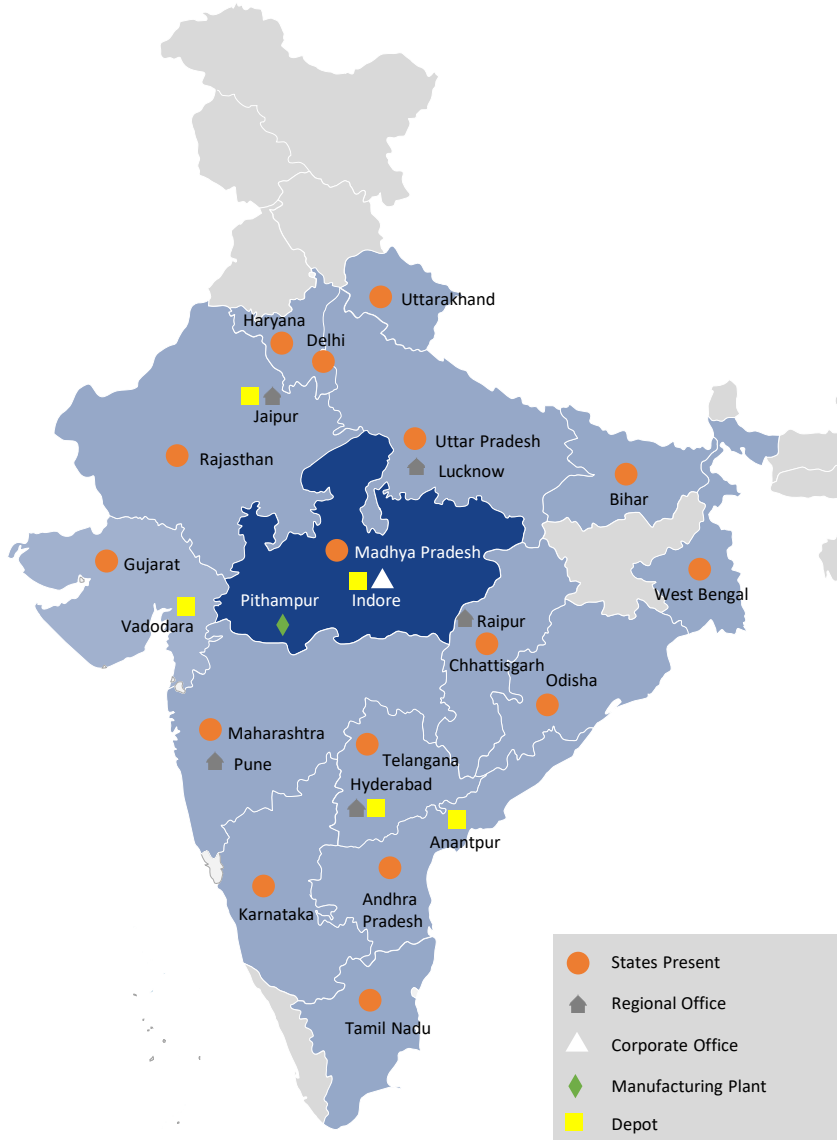 Uttarakhand
Haryana
Delhi
Jaipur
Uttar Pradesh
Rajasthan
Lucknow
Bihar
Madhya Pradesh
Gujarat
West Bengal
Pithampur
Indore
Vadodara
Raipur
Chhattisgarh
Odisha
Maharashtra
Telangana
Pune
Hyderabad
Anantpur
Andhra
Pradesh
Karnataka
Tamil Nadu
States Present
Regional Office
Corporate Office
Manufacturing Plant
Depot